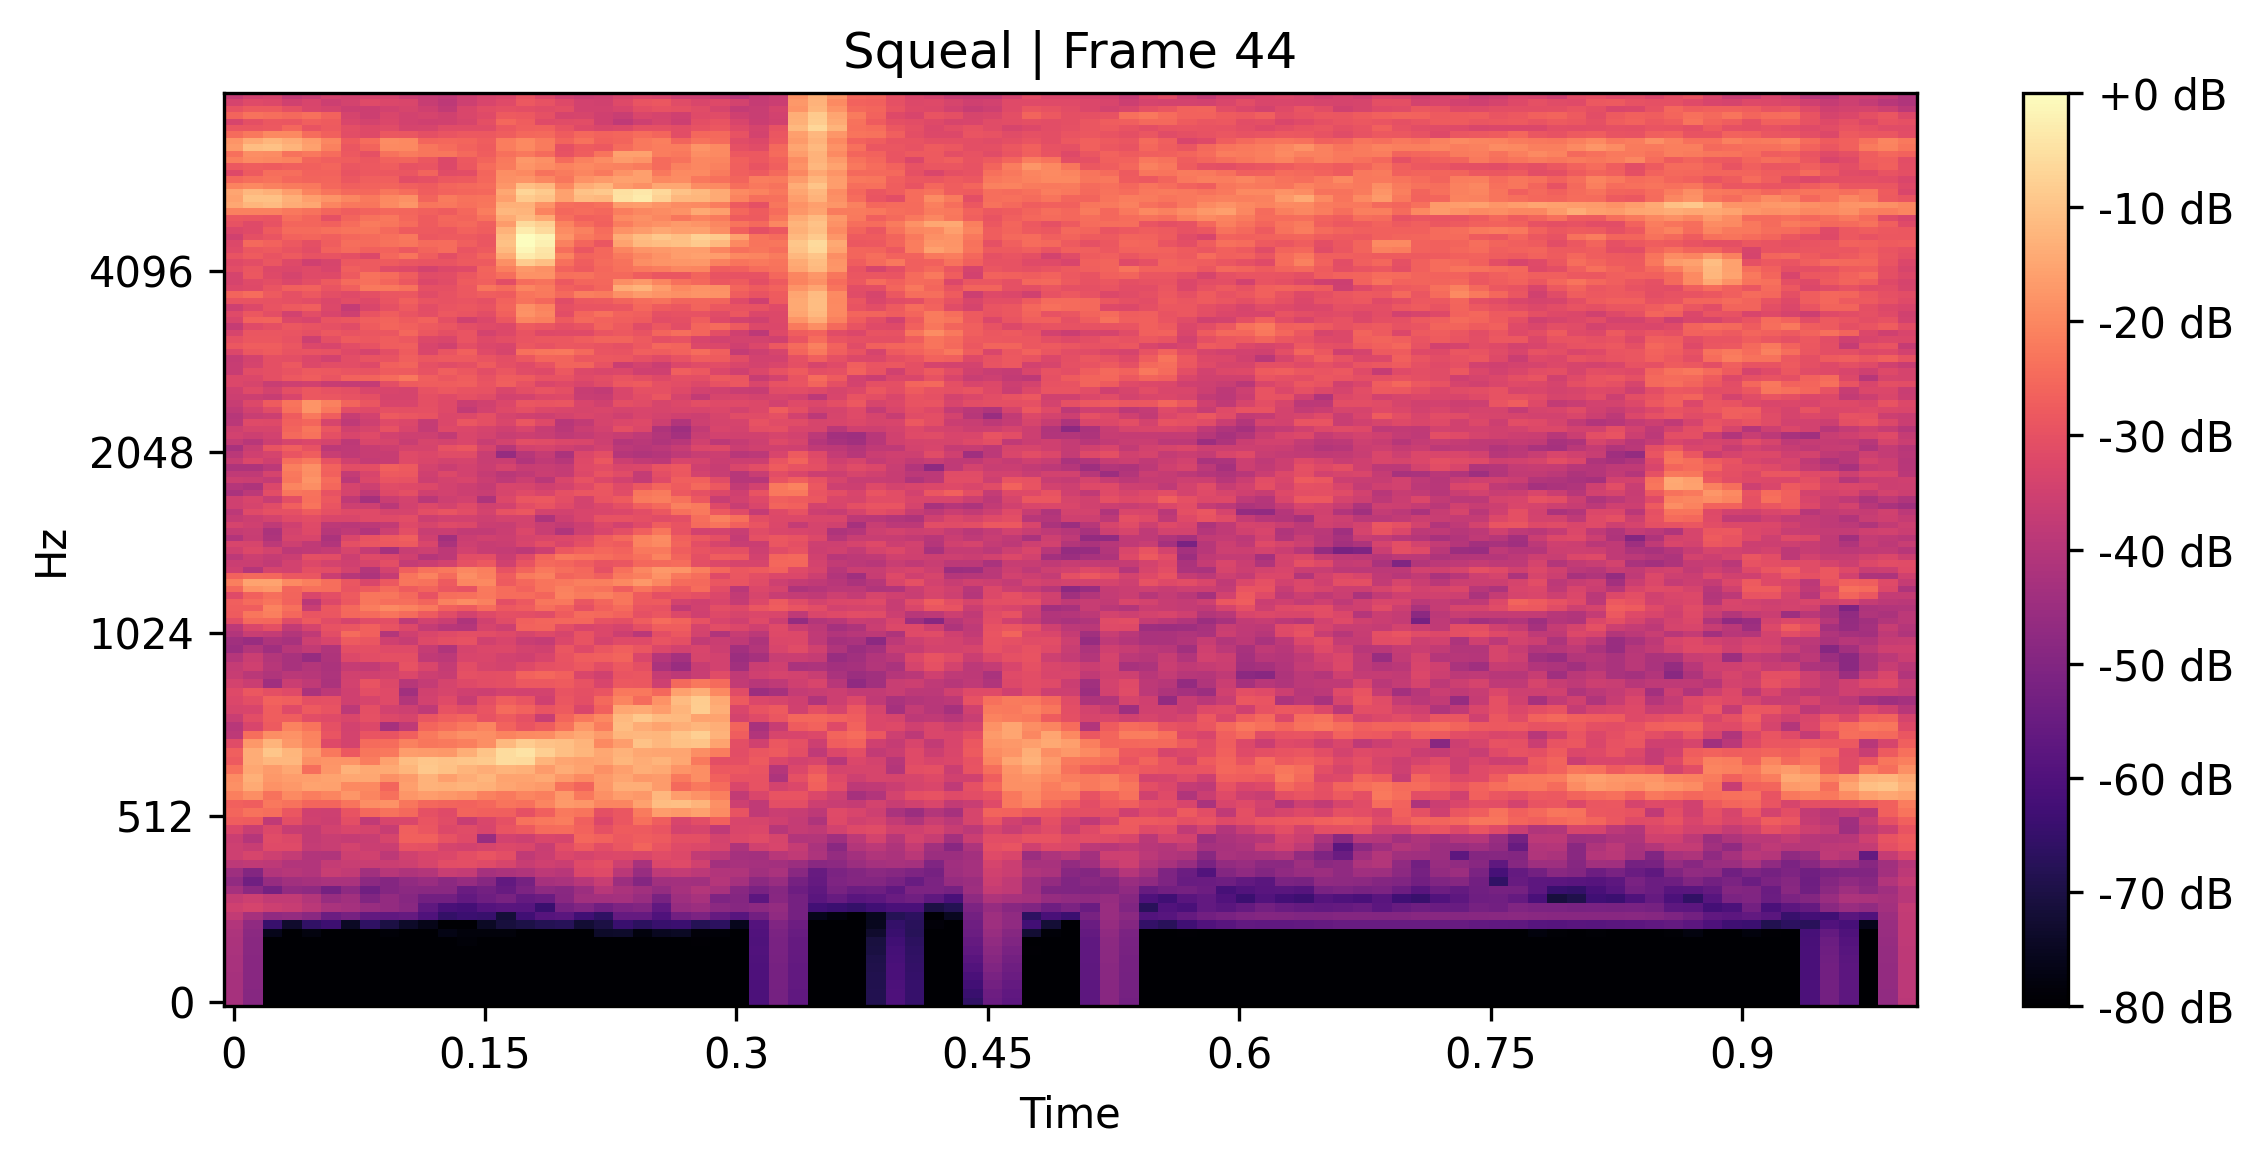 Squeal | Frame 44
+0 dB
-10 dB
-20 dB
-30 dB
-40 dB
-50 dB
-60 dB
-70 dB
-80 dB
Hz
4096
2048
1024
512
0
0 0.15 0.3 0.45 0.6 0.75 0.9
Time